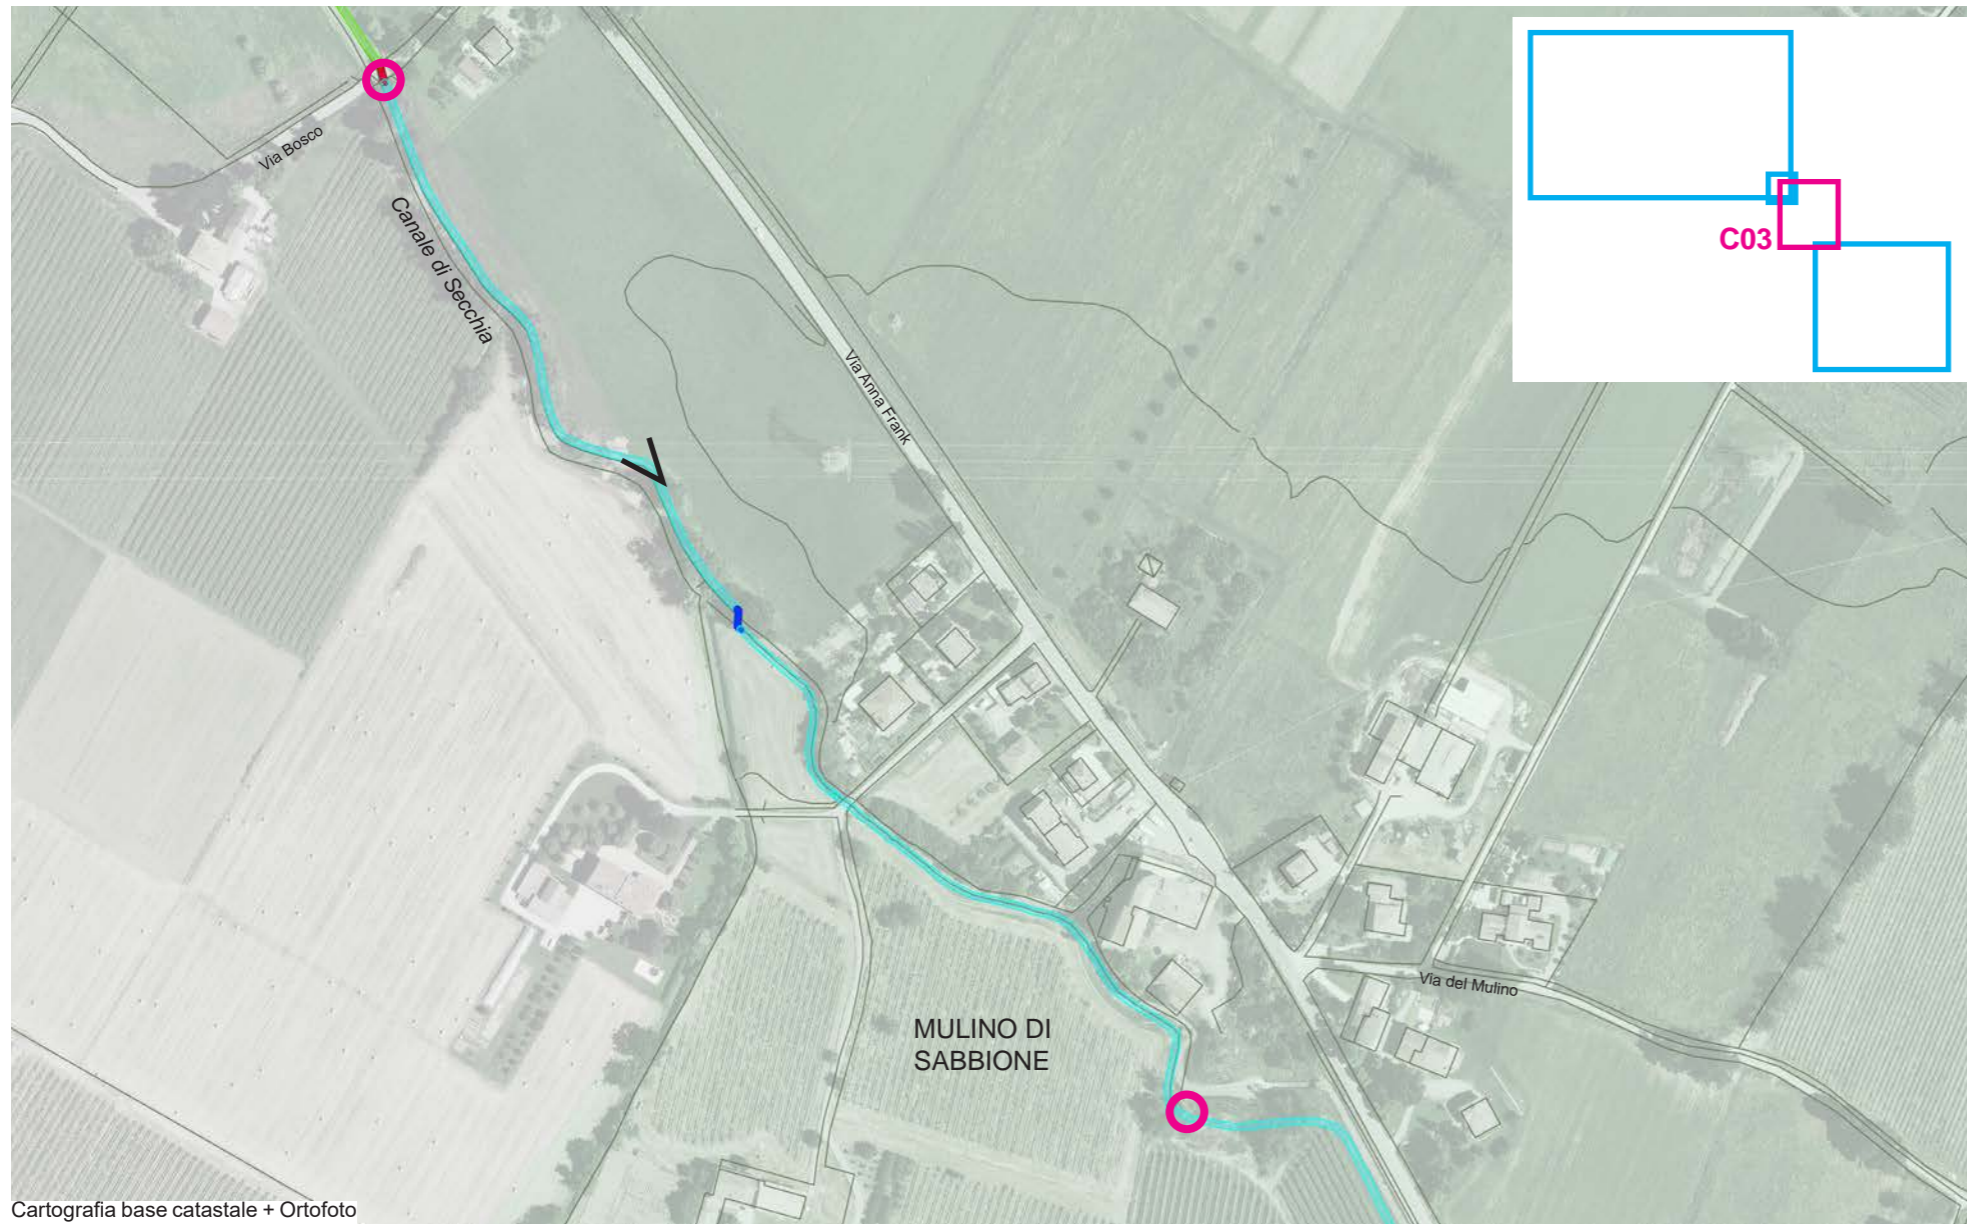 Via Bosco
Canale di Secchia
C03
Via Anna Frank
Via del Mulino
MULINO DI
SABBIONE
Cartografia base catastale + Ortofoto